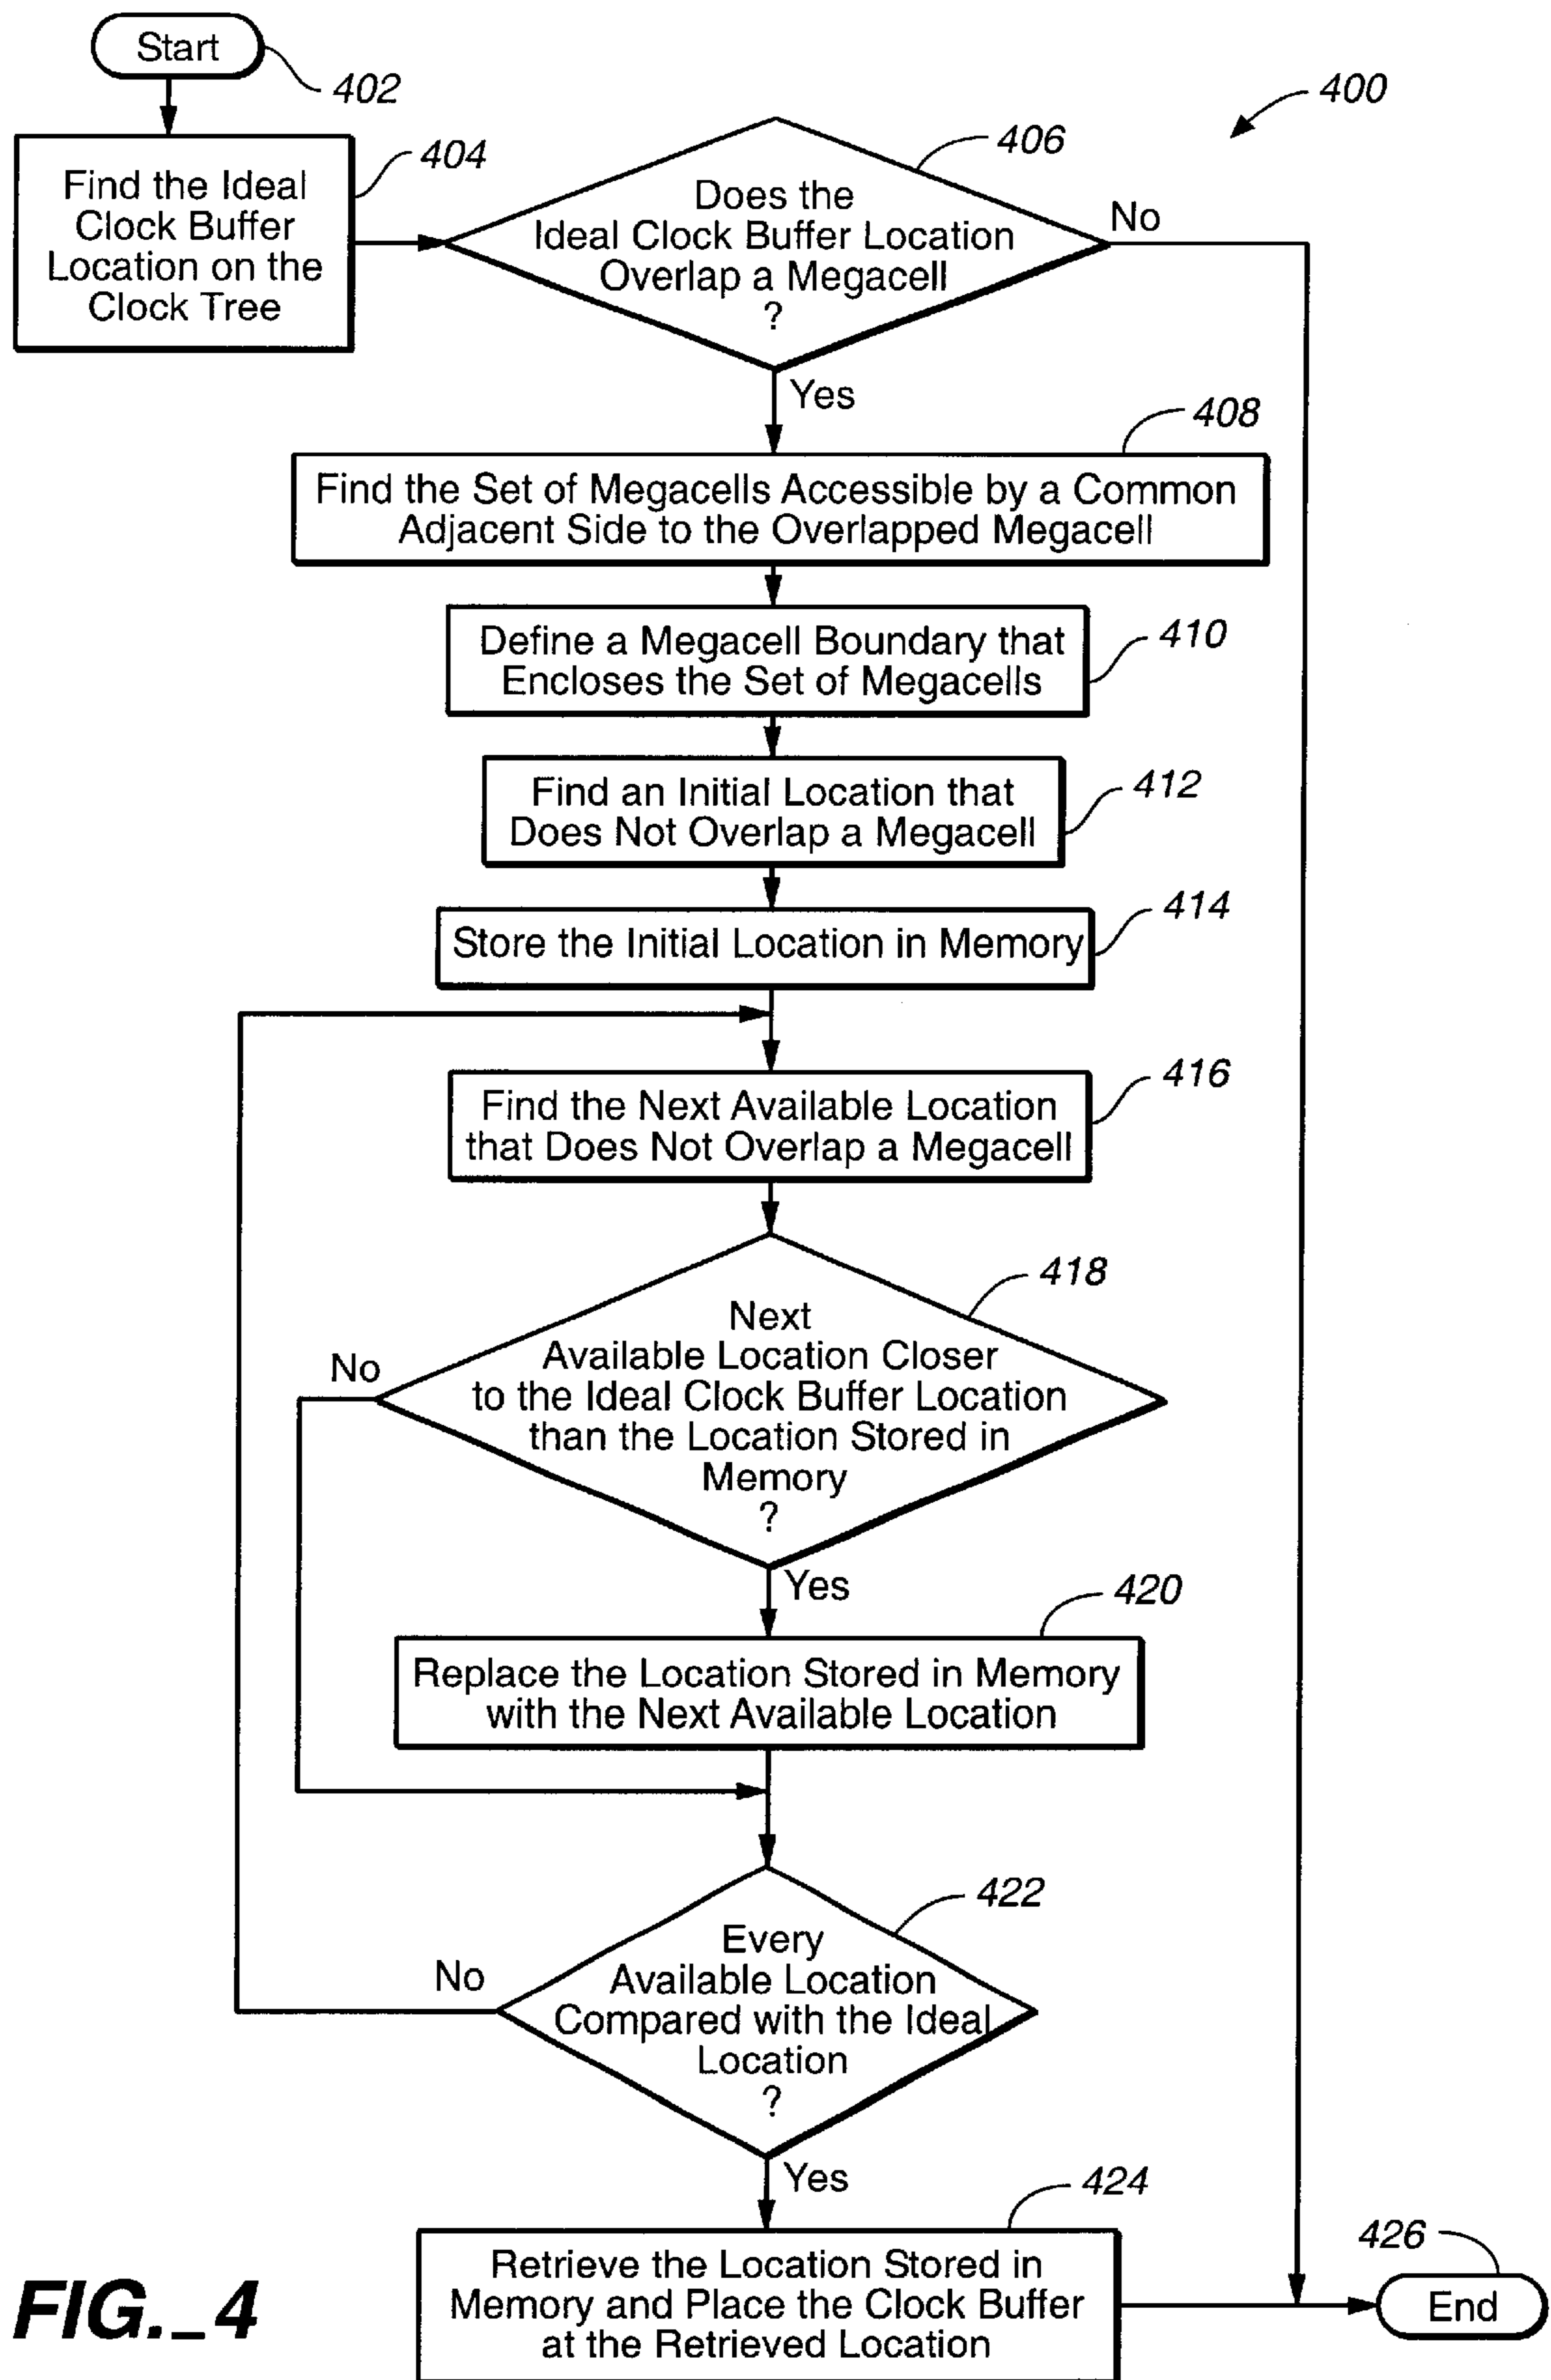 Start
402
400
404
Find the Ideal
Clock Buffer
Location on the
Clock Tree
406
Does the
Ideal Clock Buffer Location
Overlap a Megacell
?
No
Yes
408
Find the Set of Megacells Accessible by a Common
Adjacent Side to the Overlapped Megacell
410
Define a Megacell Boundary that
Encloses the Set of Megacells
412
Find an Initial Location that
Does Not Overlap a Megacell
414
Store the Initial Location in Memory
416
Find the Next Available Location
that Does Not Overlap a Megacell
418
Next
Available Location Closer
to the Ideal Clock Buffer Location
than the Location Stored in
Memory
?
No
Yes
420
Replace the Location Stored in Memory
with the Next Available Location
422
Every
Available Location
Compared with the Ideal
Location
?
No
Yes
424
Retrieve the Location Stored in
Memory and Place the Clock Buffer
at the Retrieved Location
426
End
FIG._4